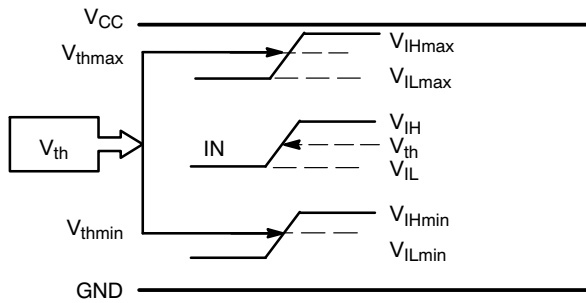 VCC
Vthmax
VIHmax
VILmax
Vth
IN
VIH
Vth
VIL
Vthmin
VIHmin
VILmin
GND